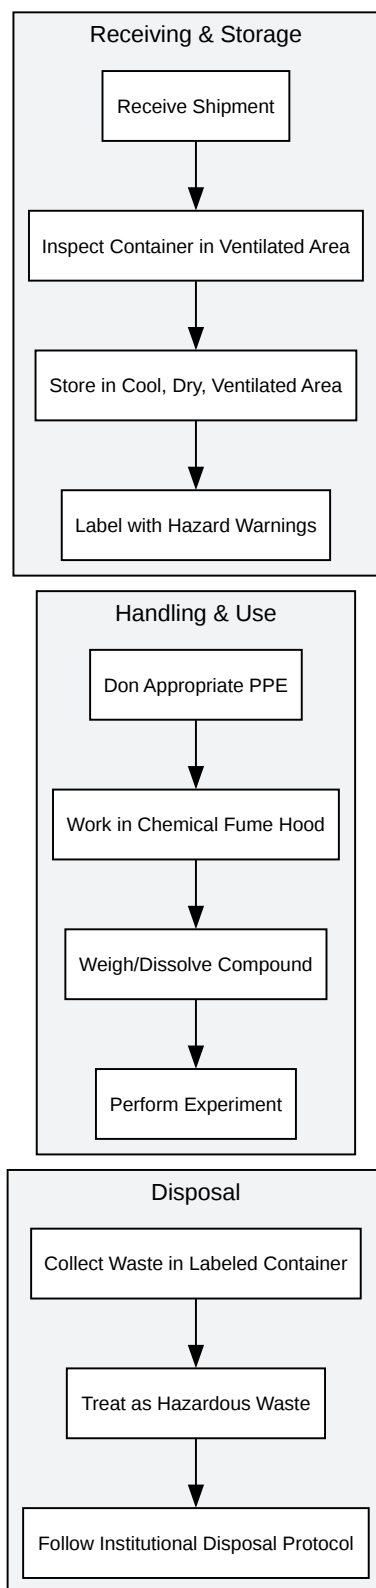 Receiving & Storage
Receive Shipment
Inspect Container in Ventilated Area
Store in Cool, Dry, Ventilated Area
Label with Hazard Warnings
Handling & Use
Don Appropriate PPE
Work in Chemical Fume Hood
Weigh/Dissolve Compound
Perform Experiment
Disposal
Collect Waste in Labeled Container
Treat as Hazardous Waste
Follow Institutional Disposal Protocol